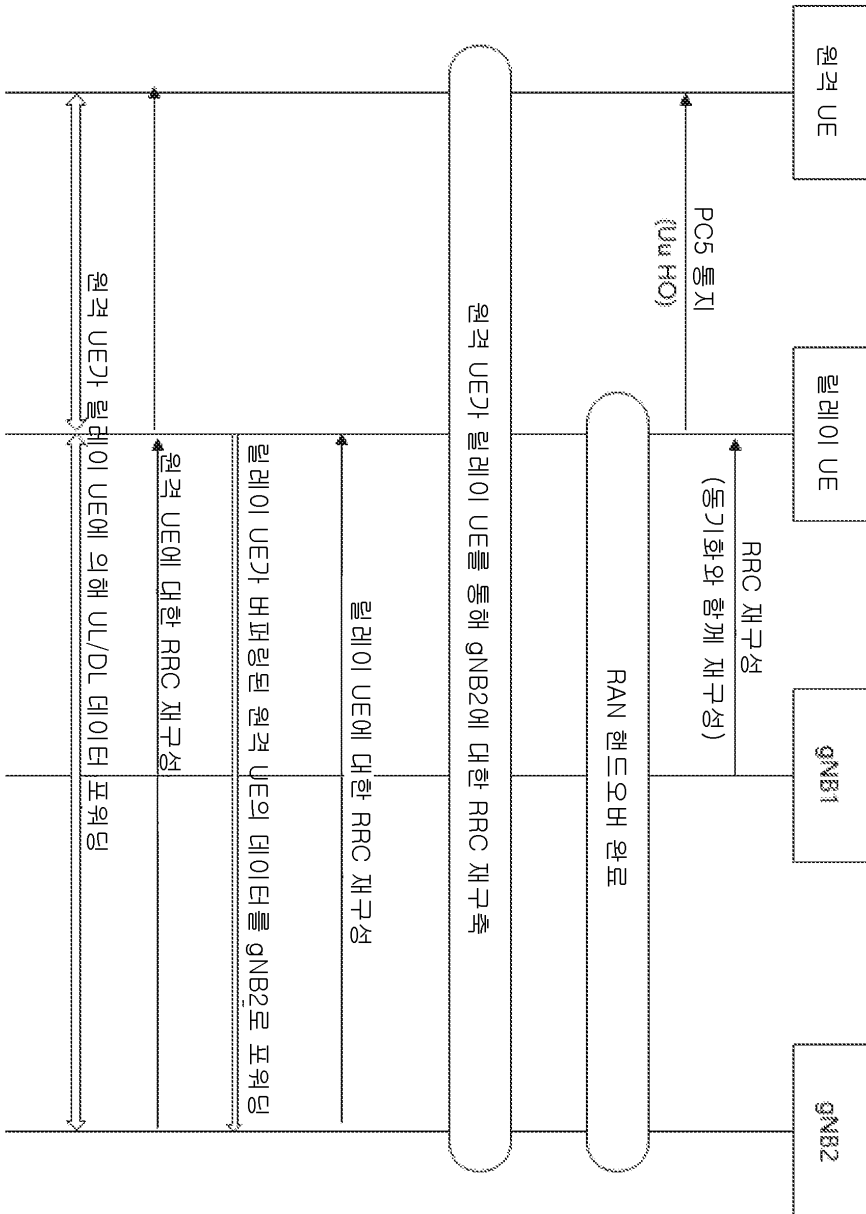 원격 UE
릴레이 UE
gNB1
gNB2
RRC 재구성
(동기화와 함께 재구성)
PC5 통지
(Uu HO)
RAN 핸드오버 완료
원격 UE가 릴레이 UE를 통해 gNB2에 대한 RRC 재구축
릴레이 UE에 대한 RRC 재구성
릴레이 UE가 버퍼링된 원격 UE의 데이터를 gNB2로 포워딩
원격 UE에 대한 RRC 재구성
원격 UE가 릴레이 UE에 의해 UL/DL 데이터 포워딩